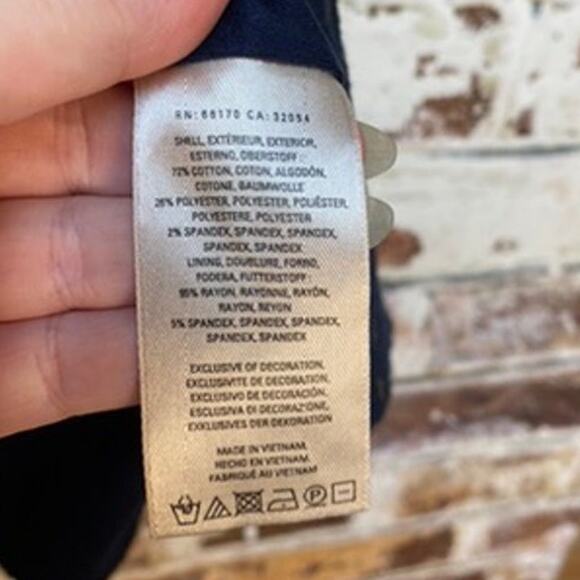 RN: 66170 CA: 32054
SHELL, EXTÉRIEUR, EXTERIOR,
ESTERNO, OBERSTOFF:
72% COTTON, COTON, ALGODÓN,
COTONE, BAUMWOLLE
26% POLYESTER, POLYESTER, POLIÉSTER,
POLYESTERE, POLYESTER
2% SPANDEX, SPANDEX, SPANDEX,
SPANDEX, SPANDEX
LINING, DOUBLURE, FORRO,
FODERA, FUTTERSTOFF:
95% RAYON, RAYONNE, RAYÓN,
RAYON, REYON
5% SPANDEX, SPANDEX, SPANDEX,
SPANDEX, SPANDEX
EXCLUSIVE OF DECORATION,
EXCLUSIVITE DE DECORATION,
EXCLUSIVO DE DECORACIÓN,
ESCLUSIVA DI DECORAZIONE,
EXKLUSIVES DER DEKORATION
MADE IN VIETNAM,
HECHO EN VIETNAM,
FABRIQUÉ AU VIETNAM
P